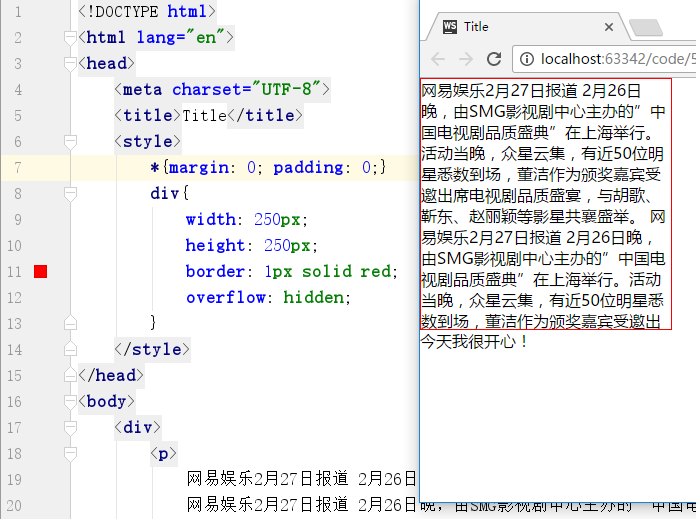 1 <!DOCTYPE html>
2 <html lang="en">
3 <head>
4 <meta charset="UTF-8">
5 <title>Title</title>
6 <style>
7 *{margin: 0; padding: 0;}
8 div{
9 width: 250px;
10 height: 250px;
11 border: 1px solid red;
12 overflow: hidden;
13 }
14 </style>
15 </head>
16 <body>
17 <div>
18 <p>
19 网易娱乐2月27日报道 2月26日
20 网易娱乐2月27日报道 2月26日晚，由SMG影视剧中心主办的”中国电
WS Title ×
localhost:63342/code/5
网易娱乐2月27日报道 2月26日
晚，由SMG影视剧中心主办的”中
国电视剧品质盛典”在上海举行。
活动当晚，众星云集，有近50位明
星悉数到场，董洁作为颁奖嘉宾受
邀出席电视剧品质盛宴，与胡歌、
靳东、赵丽颖等影星共襄盛举。 网
易娱乐2月27日报道 2月26日晚，
由SMG影视剧中心主办的”中国电
视剧品质盛典”在上海举行。活动
当晚，众星云集，有近50位明星悉
数到场，董洁作为颁奖嘉宾受邀出
今天我很开心！